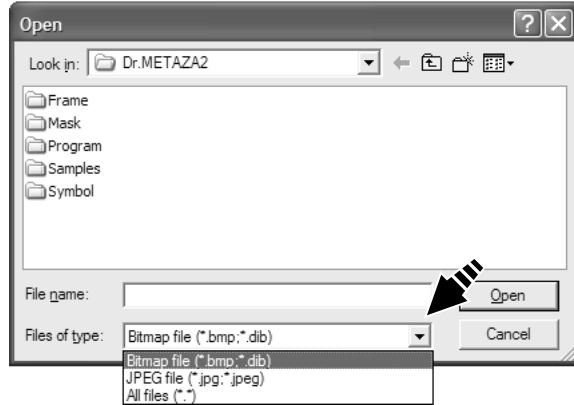 Open
Look in: Dr.METAZA2
Frame
Mask
Program
Samples
Symbol
File name: Open
Files of type: Bitmap file (*.bmp;*.dib) Cancel
Bitmap file (*.bmp;*.dib)
JPEG file (*.jpg;*.jpeg)
All files (*.*)